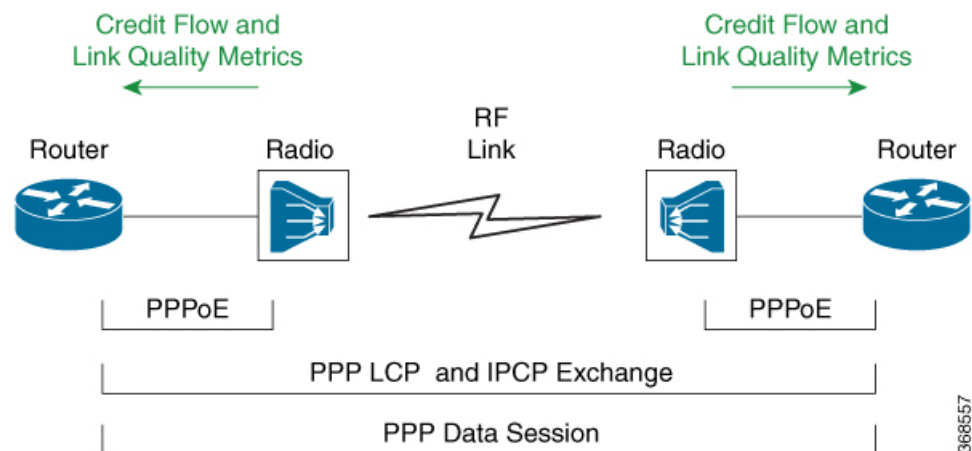 Credit Flow and
Link Quality Metrics
Credit Flow and
Link Quality Metrics
RF
Link
Router
Radio
Radio
Router
PPPoE
PPPoE
PPP LCP and IPCP Exchange
PPP Data Session
368557